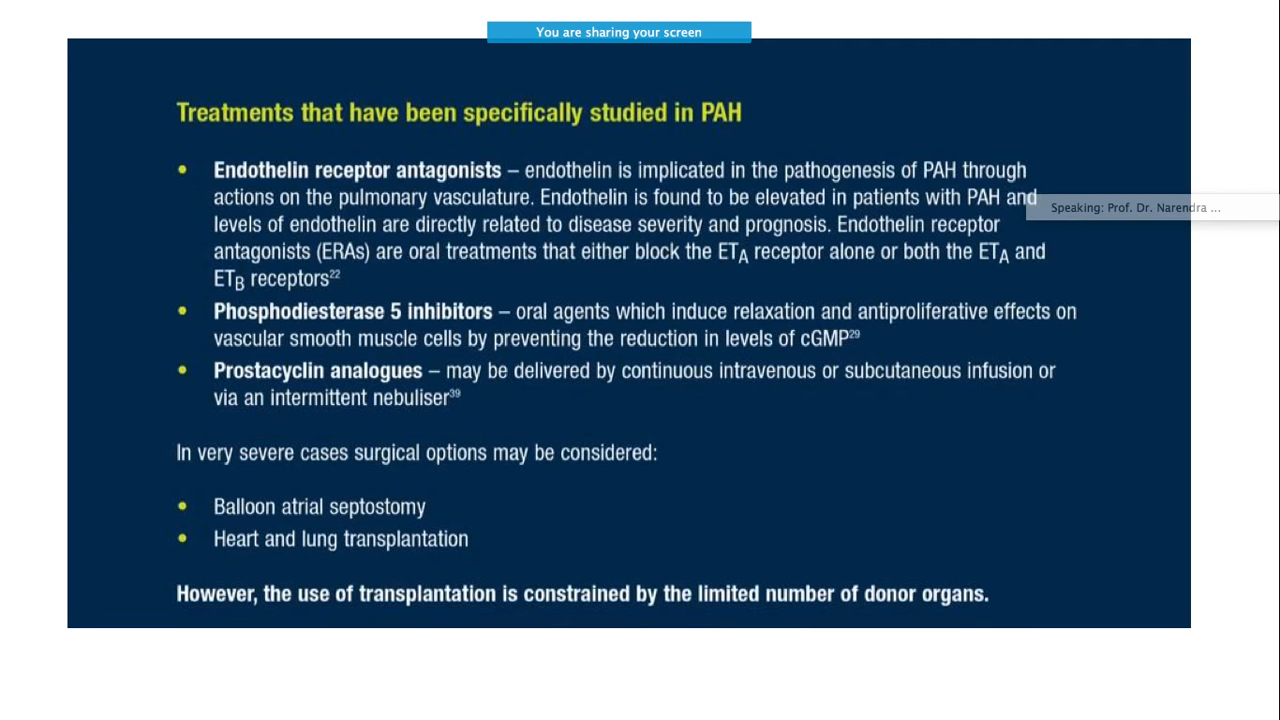 You are sharing your screen
Treatments that have been specifically studied in PAH
• Endothelin receptor antagonists – endothelin is implicated in the pathogenesis of PAH through
actions on the pulmonary vasculature. Endothelin is found to be elevated in patients with PAH and
Speaking: Prof. Dr. Narendra ...
levels of endothelin are directly related to disease severity and prognosis. Endothelin receptor
antagonists (ERAs) are oral treatments that either block the ETA receptor alone or both the ETA and
ETB receptors22
• Phosphodiesterase 5 inhibitors – oral agents which induce relaxation and antiproliferative effects on
vascular smooth muscle cells by preventing the reduction in levels of cGMP29
• Prostacyclin analogues – may be delivered by continuous intravenous or subcutaneous infusion or
via an intermittent nebuliser39
In very severe cases surgical options may be considered:
• Balloon atrial septostomy
• Heart and lung transplantation
However, the use of transplantation is constrained by the limited number of donor organs.